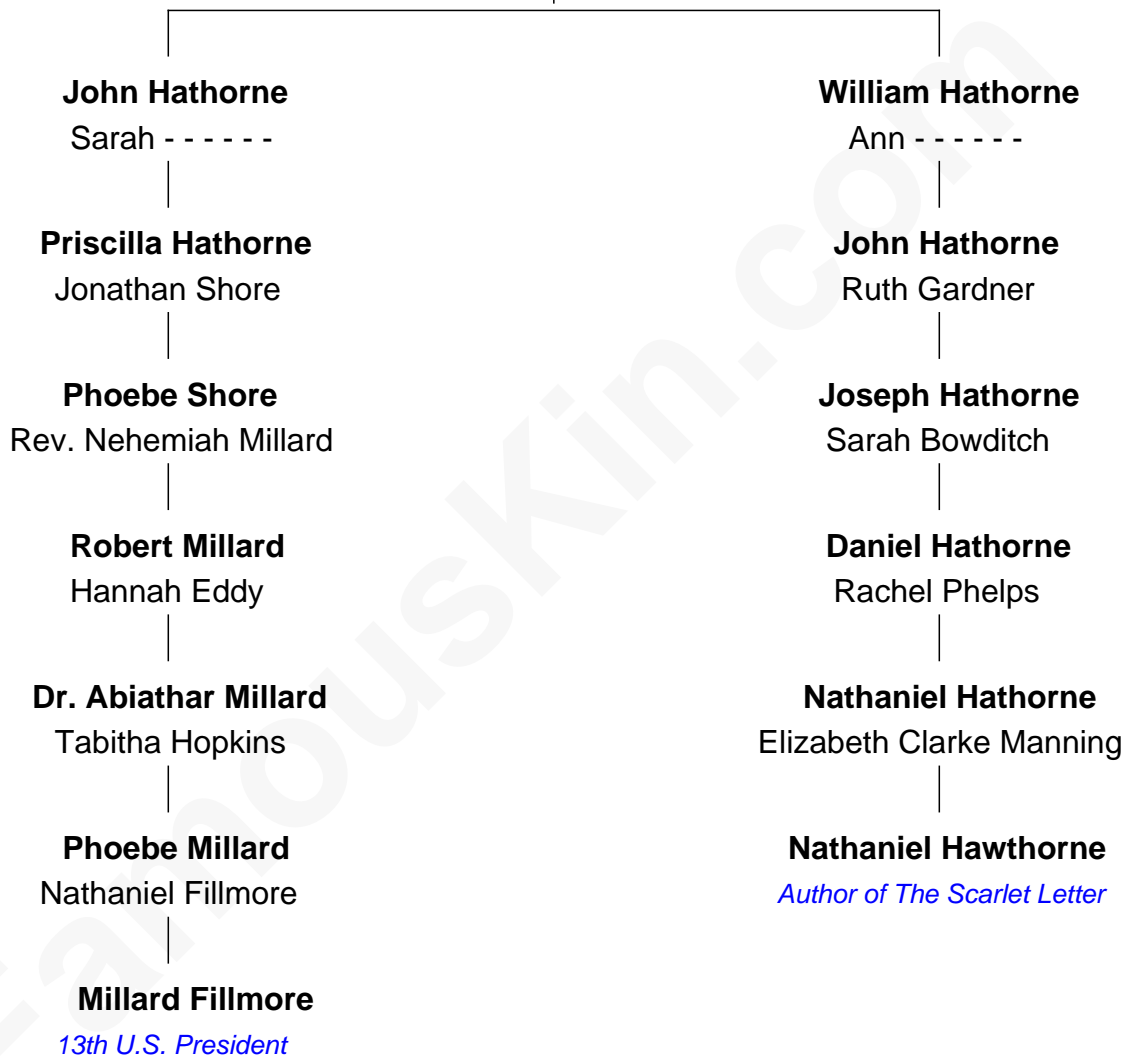 John Hathorne
Sarah - - - - - -
Priscilla Hathorne
Jonathan Shore
Phoebe Shore
Rev. Nehemiah Millard
Robert Millard
Hannah Eddy
Dr. Abiathar Millard
Tabitha Hopkins
Phoebe Millard
Nathaniel Fillmore
Millard Fillmore
13th U.S. President
William Hathorne
Ann - - - - - -
John Hathorne
Ruth Gardner
Joseph Hathorne
Sarah Bowditch
Daniel Hathorne
Rachel Phelps
Nathaniel Hathorne
Elizabeth Clarke Manning
Nathaniel Hawthorne
Author of The Scarlet Letter
FamousKin.com